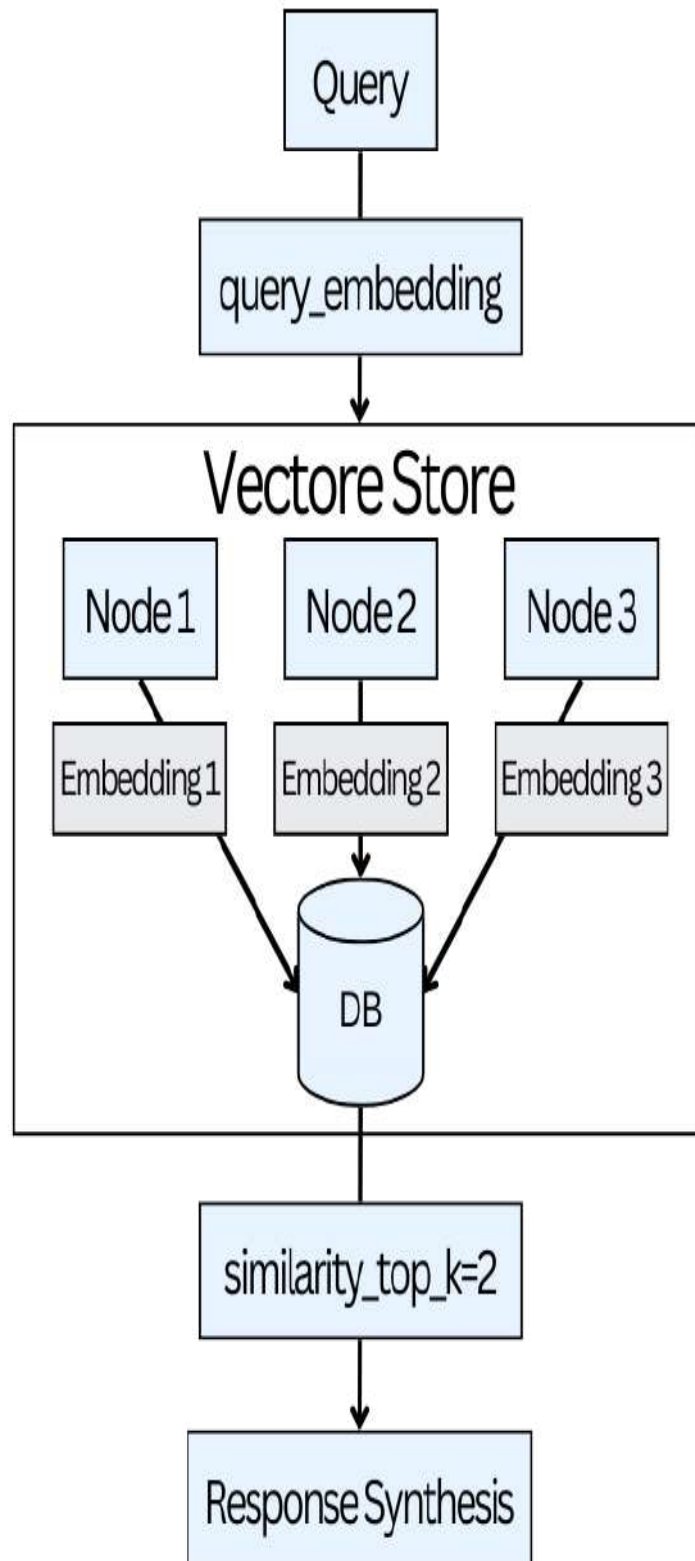 Query
query_embedding
Vectore Store
Node 1
Node 2
Node 3
Embedding 1
Embedding 2
Embedding 3
DB
similarity_top_k=2
Response Synthesis